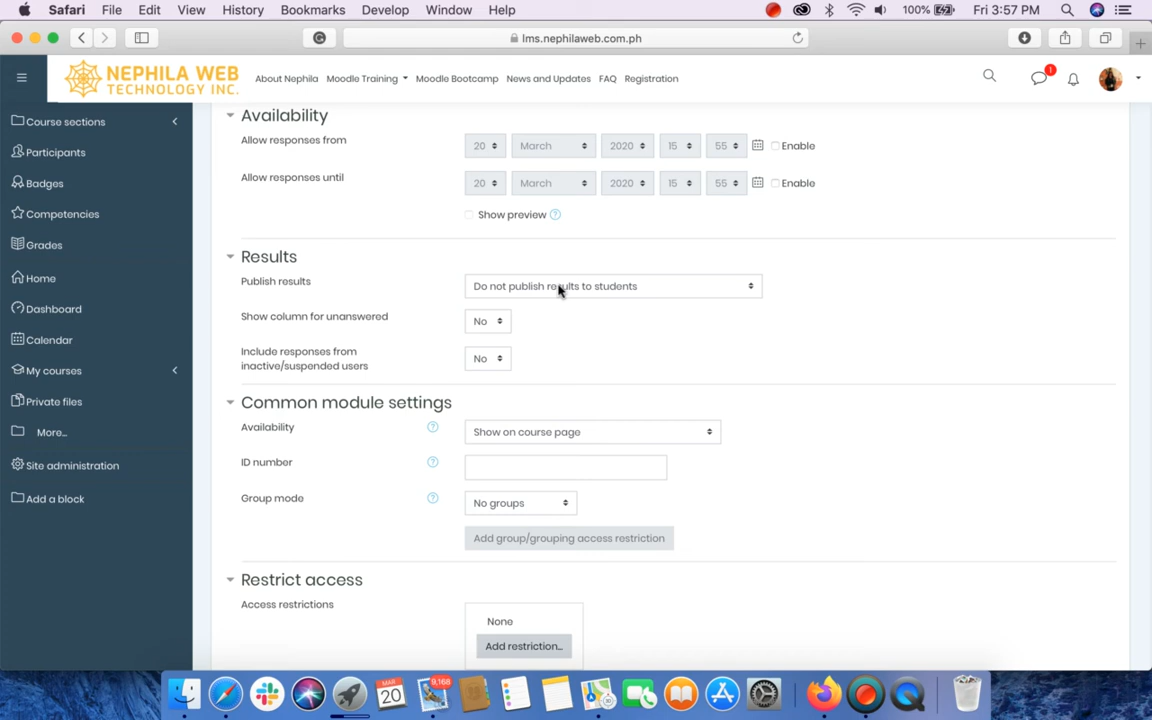 Safari File Edit View History Bookmarks Develop Window Help 100% Fri 3:57 PM
lms.nephilaweb.com.ph
NEPHILA WEB
TECHNOLOGY INC.
About Nephila Moodle Training Moodle Bootcamp News and Updates FAQ Registration 1
Course sections
Participants
Badges
Competencies
Grades
Home
Dashboard
Calendar
My courses
Private files
More...
Site administration
Add a block
Availability
Allow responses from 20 March 2020 15 55 Enable
Allow responses until 20 March 2020 15 55 Enable
Show preview ?
Results
Publish results Do not publish results to students
Show column for unanswered No
Include responses from
inactive/suspended users No
Common module settings
Availability ? Show on course page
ID number ?
Group mode ? No groups
Add group/grouping access restriction
Restrict access
Access restrictions
None
Add restriction...
9,168
MAR
20